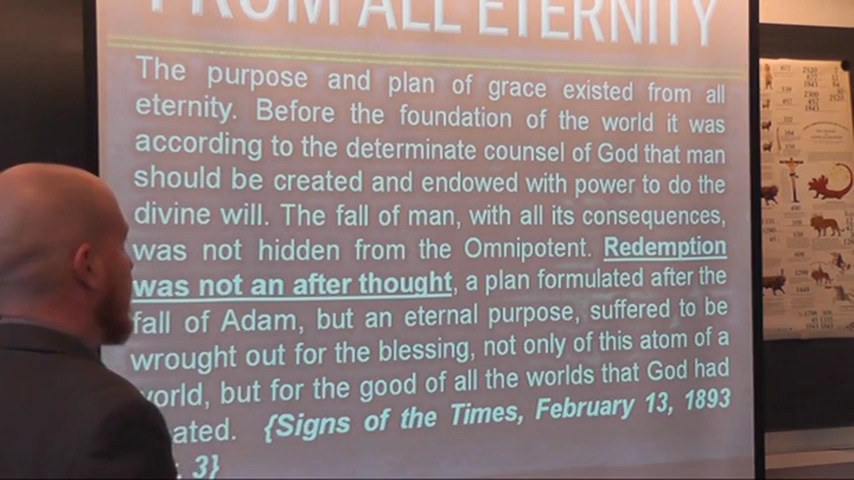 FROM ALL ETERNITY
The purpose and plan of grace existed from all
eternity. Before the foundation of the world it was
according to the determinate counsel of God that man
should be created and endowed with power to do the
divine will. The fall of man, with all its consequences,
was not hidden from the Omnipotent. Redemption
was not an after thought, a plan formulated after the
fall of Adam, but an eternal purpose, suffered to be
wrought out for the blessing, not only of this atom of a
world, but for the good of all the worlds that God had
ated. {Signs of the Times, February 13, 1893
. 3}